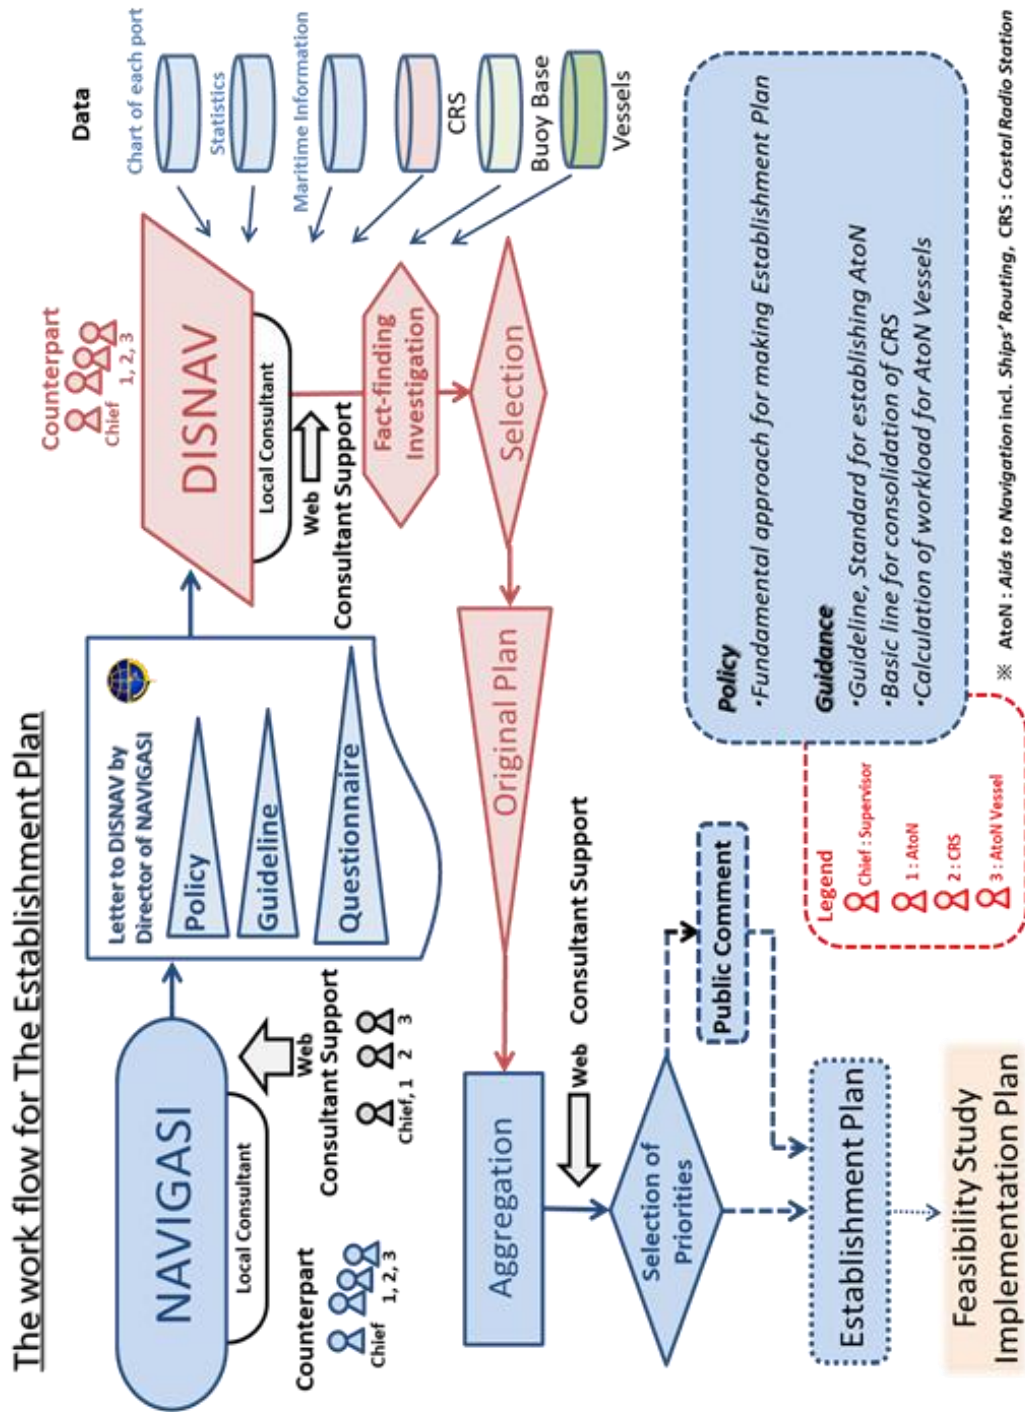 The work flow for The Establishment Plan
NAVIGASI
Local Consultant
Counterpart
Chief
1, 2, 3
Web
Consultant Support
Chief, 1
2
3
Letter to DISNAV by
Director of NAVIGASI
Policy
Guideline
Questionnaire
Counterpart
Chief
1, 2, 3
DISNAV
Local Consultant
Web
Consultant Support
Data
Chart of each port
Statistics
Maritime Information
CRS
Buoy Base
Vessels
Fact-finding
Investigation
Selection
Original Plan
Aggregation
Web
Consultant Support
Selection of
Priorities
Public Comment
Establishment Plan
Feasibility Study
Implementation Plan
Legend
Chief : Supervisor
1 : AtoN
2 : CRS
3 : AtoN Vessel
Policy
・Fundamental approach for making Establishment Plan
Guidance
・Guideline, Standard for establishing AtoN
・Basic line for consolidation of CRS
・Calculation of workload for AtoN Vessels
※ AtoN : Aids to Navigation incl. Ships' Routing, CRS : Costal Radio Station